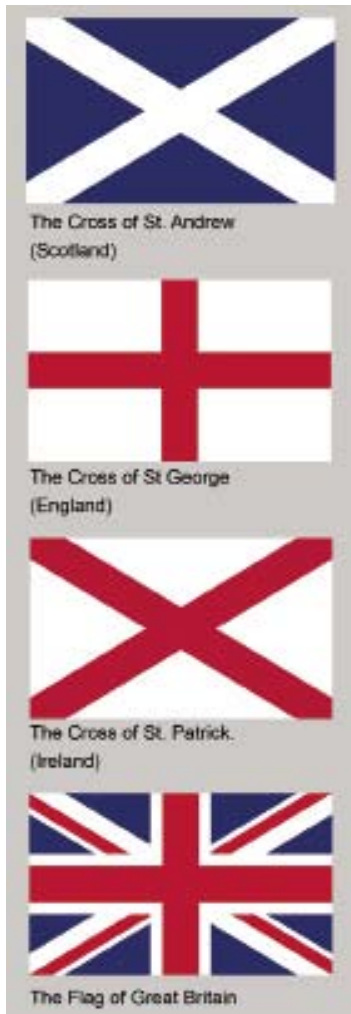 The Cross of St. Andrew
(Scotland)
The Cross of St George
(England)
The Cross of St. Patrick.
(Ireland)
The Flag of Great Britain